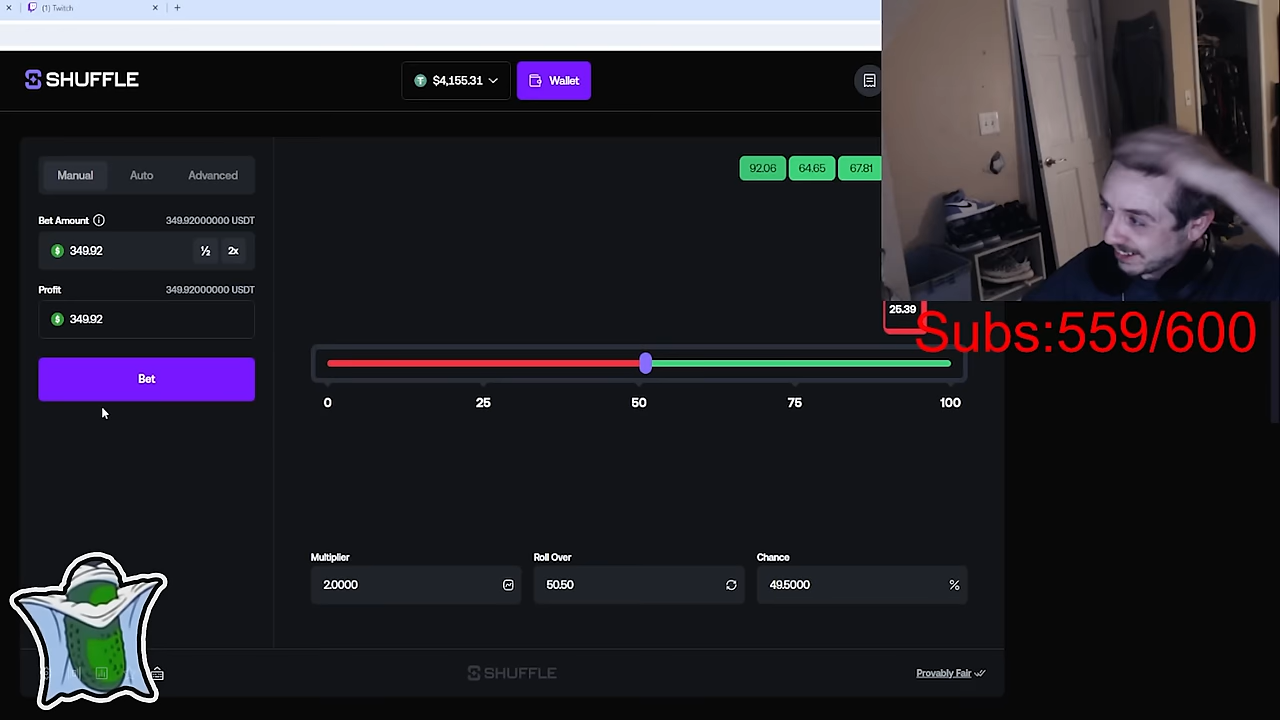 (1) Twitch
SHUFFLE
$4,155.31
Wallet
Manual
Auto
Advanced
92.06
64.65
67.81
Bet Amount
349.92000000 USDT
349.92
½
2x
Profit
349.92000000 USDT
349.92
25.39
Subs:559/600
Bet
0
25
50
75
100
Multiplier
Roll Over
Chance
2.0000
50.50
49.5000
%
SHUFFLE
Provably Fair